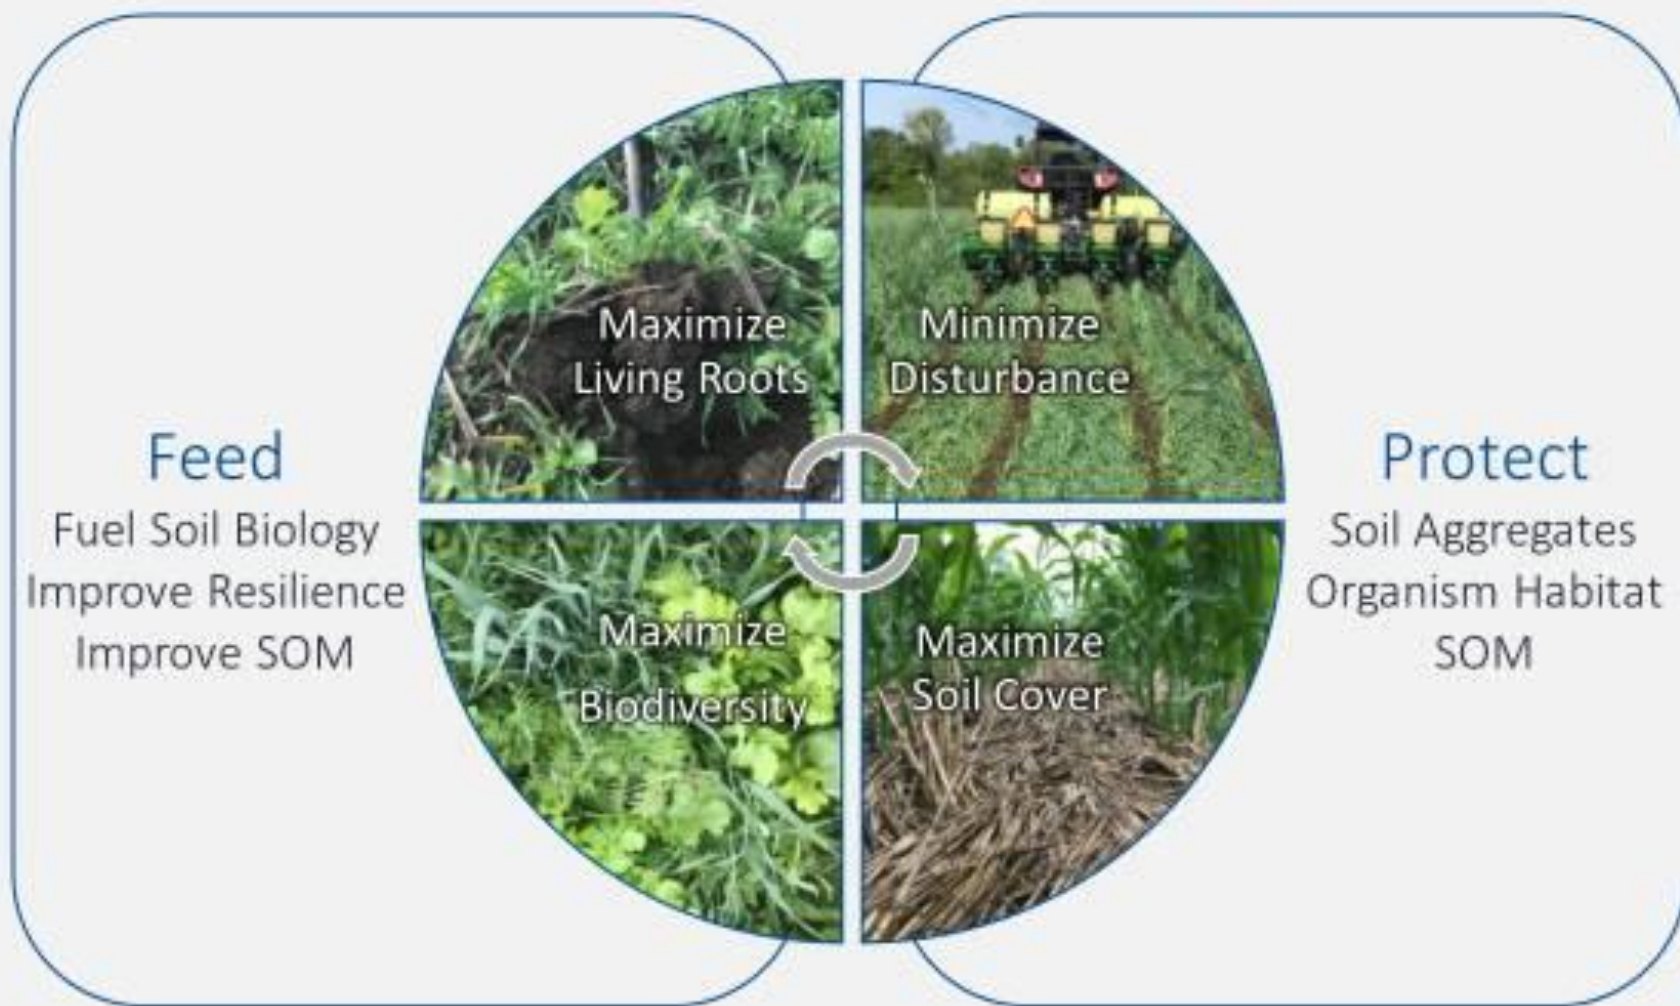 Feed
Fuel Soil Biology
Improve Resilience
Improve SOM
Maximize
Living Roots
Minimize
Disturbance
Maximize
Biodiversity
Maximize
Soil Cover
Protect
Soil Aggregates
Organism Habitat
SOM